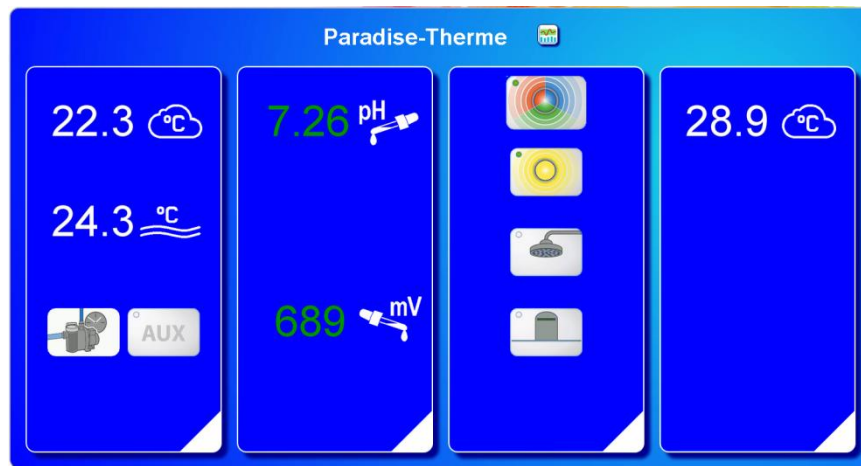 Paradise-Therme
22.3 °C
24.3 °C
AUX
7.26 pH
689 mV
28.9 °C